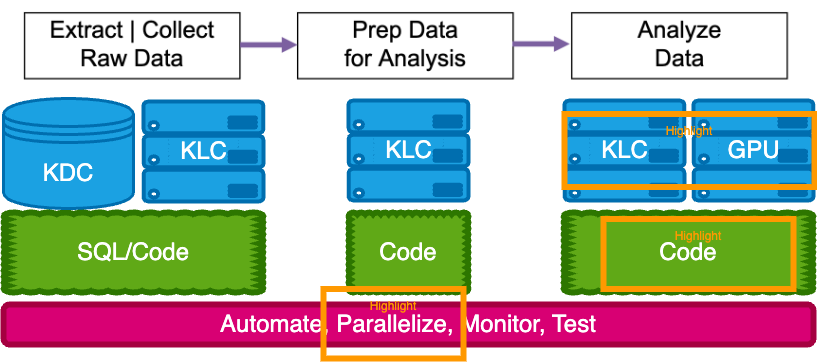 Extract | Collect
Raw Data
Prep Data
for Analysis
Analyze
Data
KDC
KLC
KLC
Highlight
KLC
GPU
SQL/Code
Code
Highlight
Code
Highlight
Automate, Parallelize, Monitor, Test